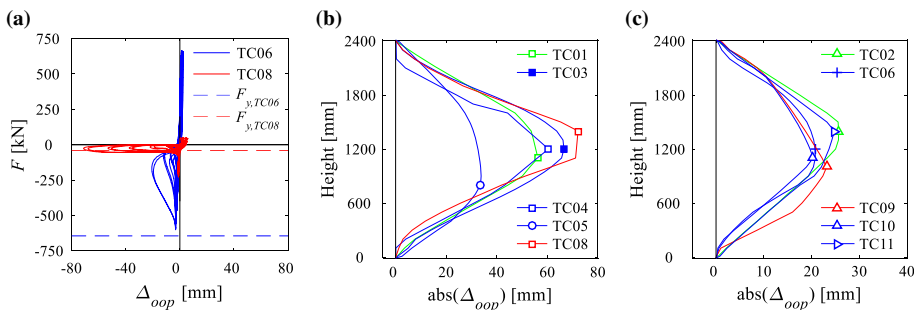 (a)
750
500
250
0
-250
-500
-750
F [kN]
-80 -40 0 40 80
Δoop [mm]
TC06
TC08
Fy,TC06
Fy,TC08
(b)
2400
1800
1200
600
0
Height [mm]
0 20 40 60 80
abs(Δoop) [mm]
TC01
TC03
TC04
TC05
TC08
(c)
2400
1800
1200
600
0
Height [mm]
0 10 20 30 40
abs(Δoop) [mm]
TC02
TC06
TC09
TC10
TC11